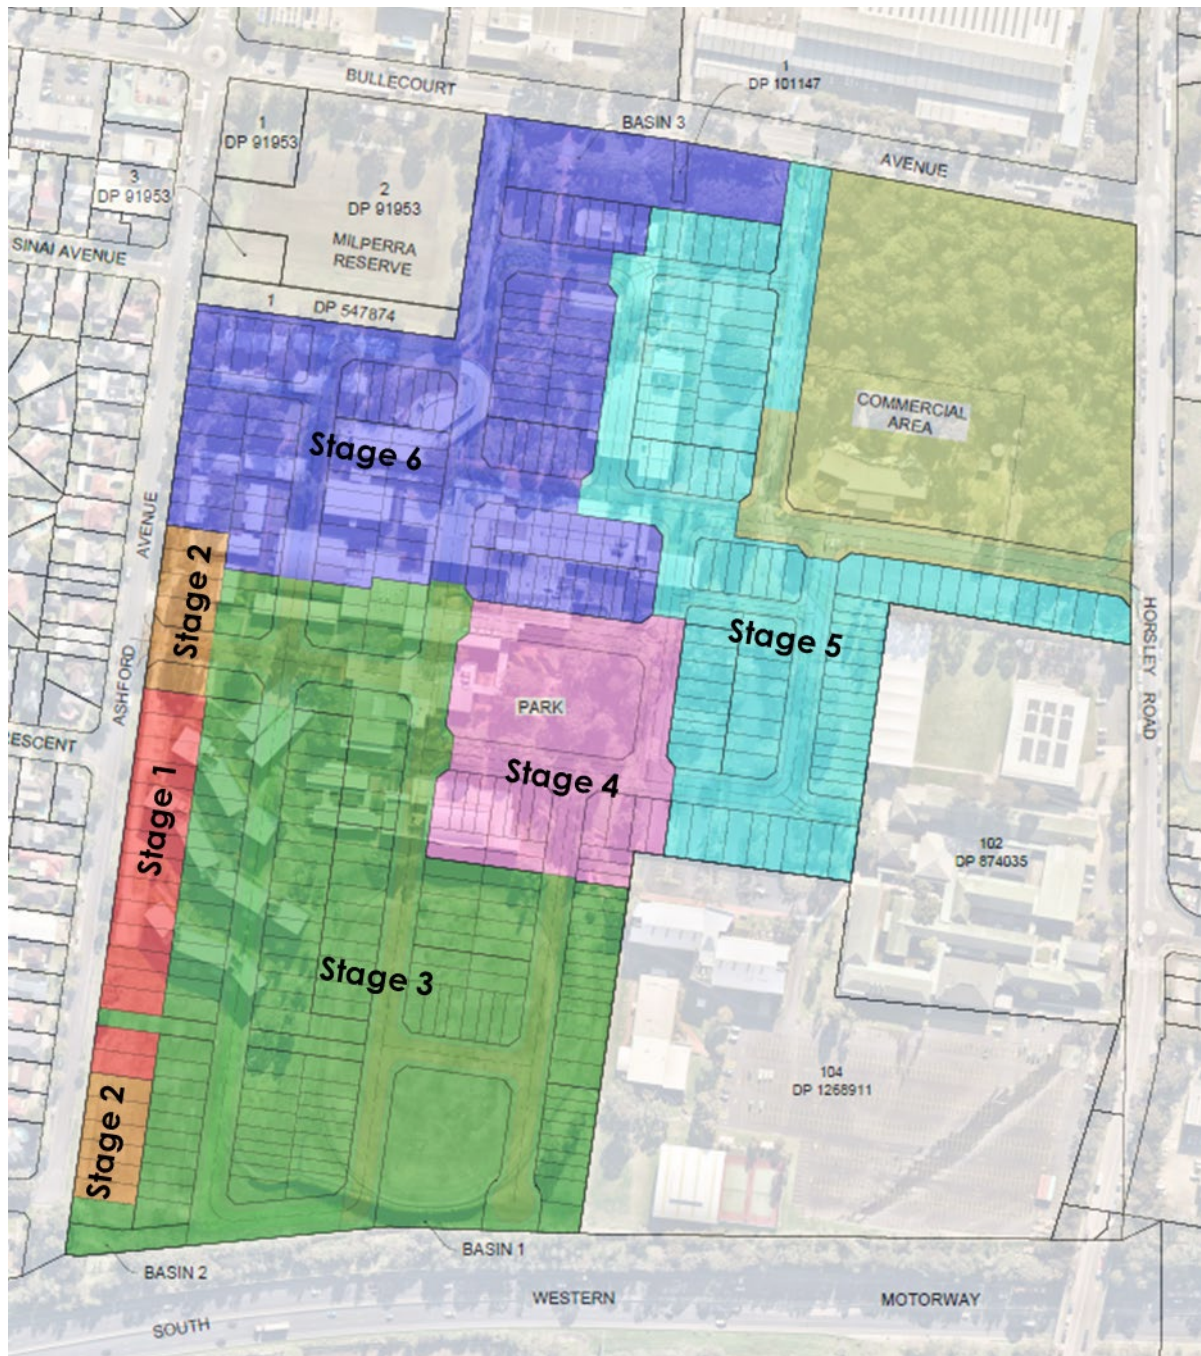 BULLECOURT
1
DP 101147
BASIN 3
AVENUE
1
DP 91953
3
DP 91953
2
DP 91953
MILPERRA
RESERVE
SINAI AVENUE
1 DP 547874
COMMERCIAL
AREA
Stage 6
AVENUE
Stage 2
Stage 5
HORSLEY ROAD
ASHFORD
PARK
ESCENT
Stage 4
Stage 1
102
DP 874035
Stage 3
104
DP 1268911
Stage 2
BASIN 1
BASIN 2
WESTERN
MOTORWAY
SOUTH